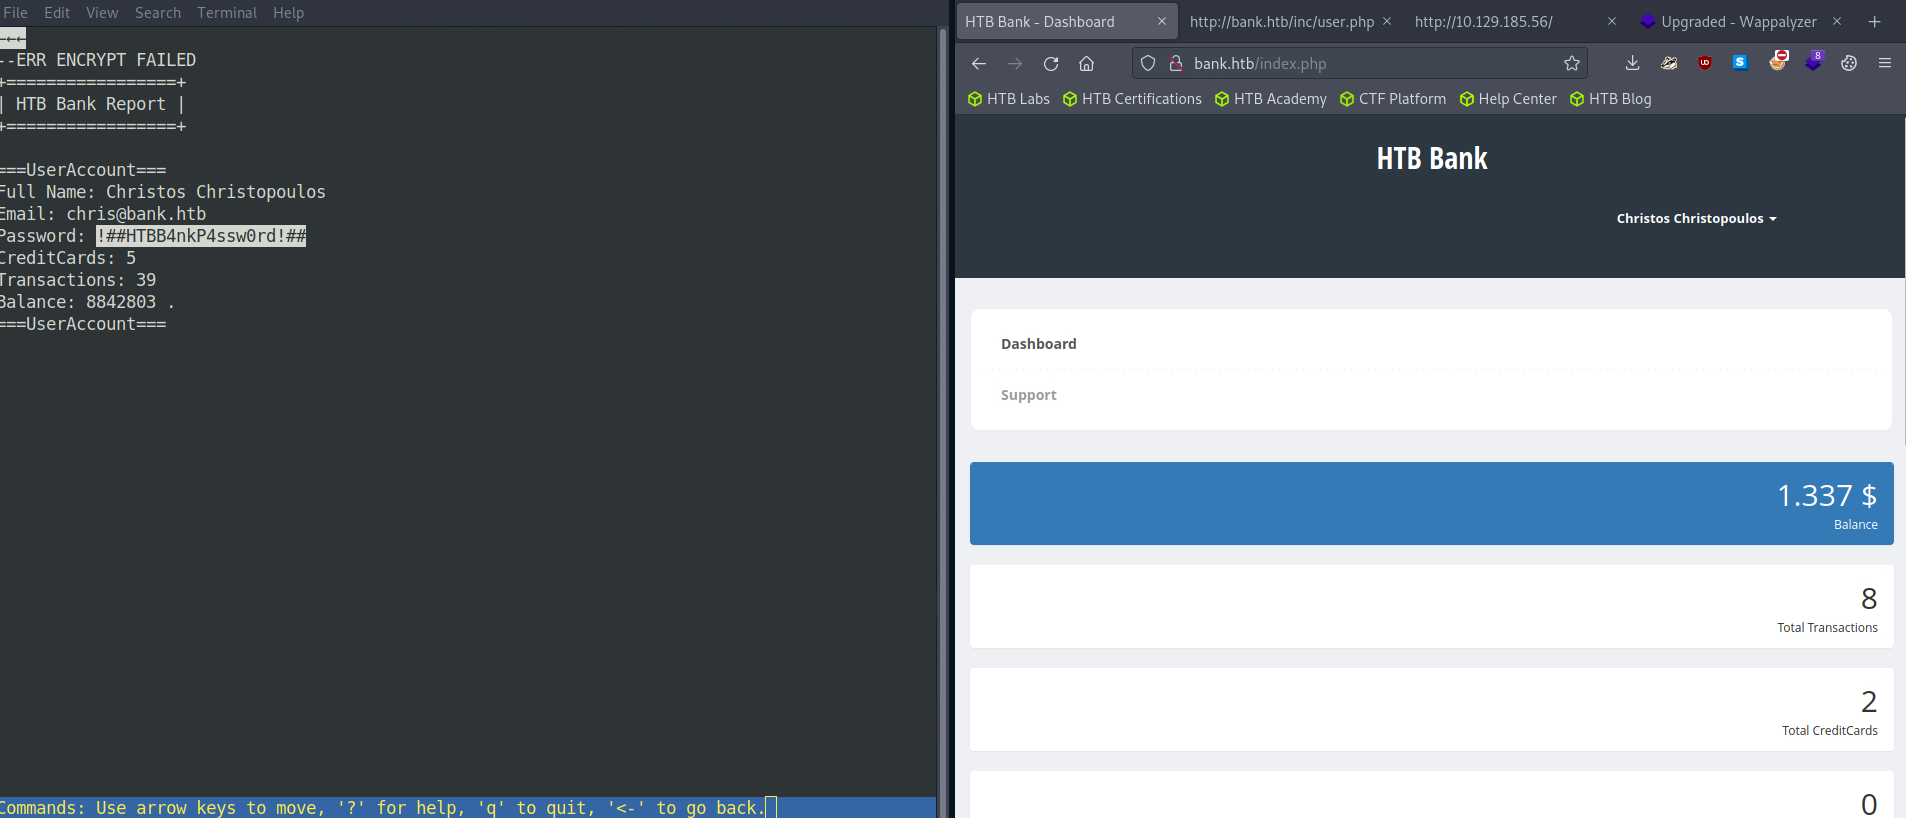 File Edit View Search Terminal Help
--ERR ENCRYPT FAILED
+=================+
| HTB Bank Report |
+=================+
===UserAccount===
Full Name: Christos Christopoulos
Email: chris@bank.htb
Password: !##HTBB4nkP4ssw0rd!##
CreditCards: 5
Transactions: 39
Balance: 8842803 .
===UserAccount===
Commands: Use arrow keys to move, '?' for help, 'q' to quit, '<-' to go back.
HTB Bank - Dashboard
http://bank.htb/inc/user.php
http://10.129.185.56/
Upgraded - Wappalyzer
bank.htb/index.php
8
HTB Labs HTB Certifications HTB Academy CTF Platform Help Center HTB Blog
HTB Bank
Christos Christopoulos
Dashboard
Support
1.337 $
Balance
8
Total Transactions
2
Total CreditCards
0